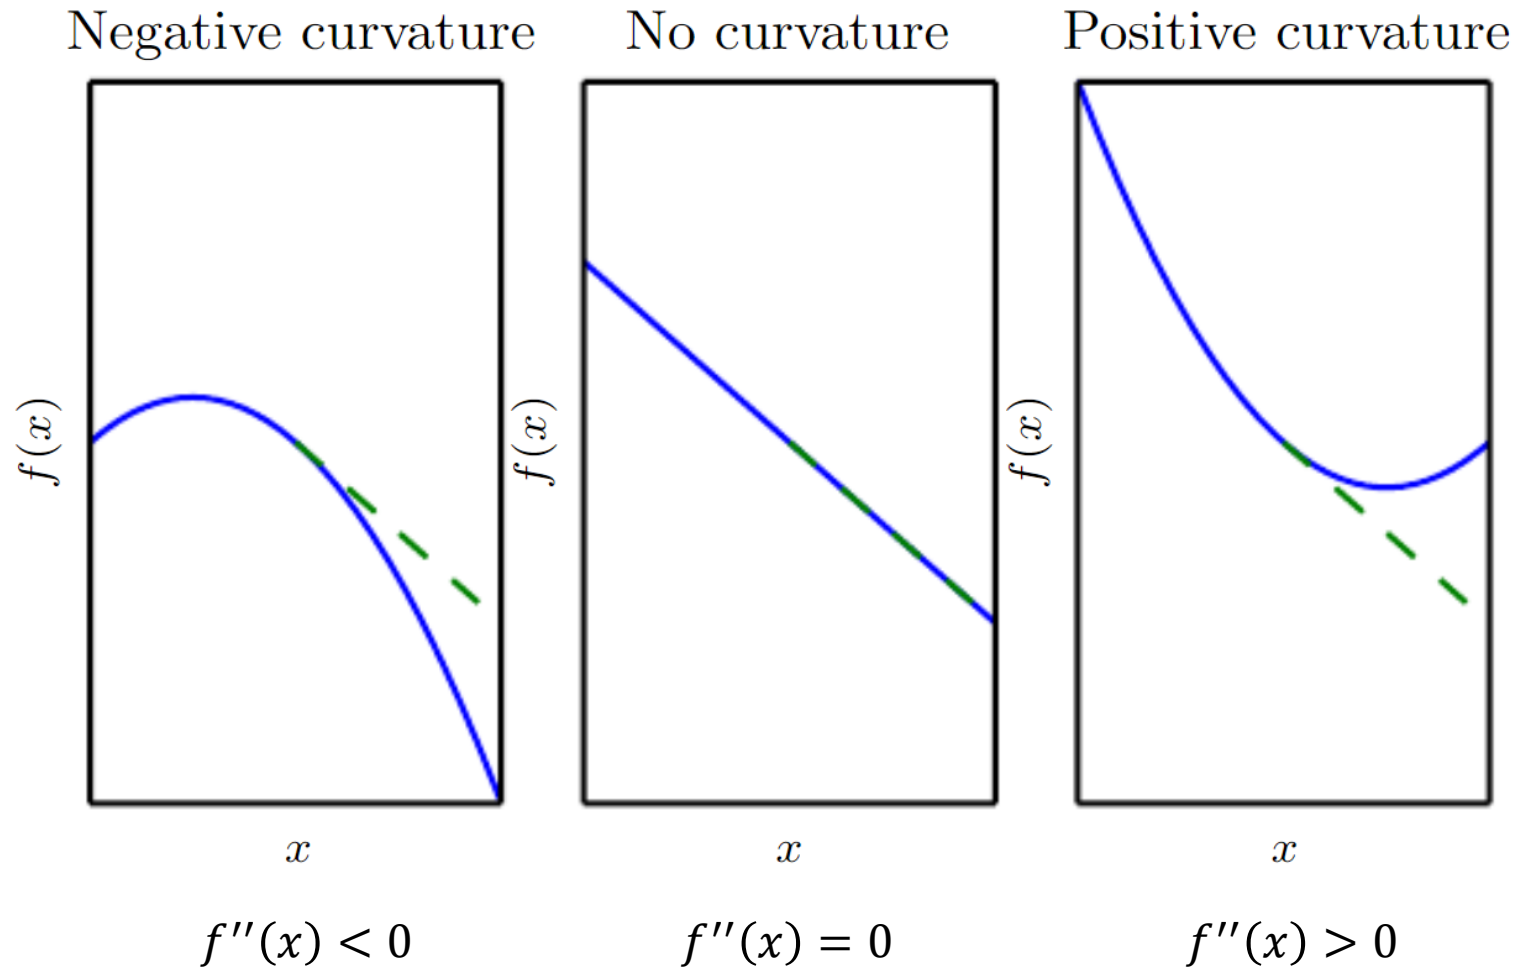 Negative curvature
No curvature
Positive curvature
f(x)
f(x)
f(x)
x
x
x
f′′(x) < 0
f′′(x) = 0
f′′(x) > 0